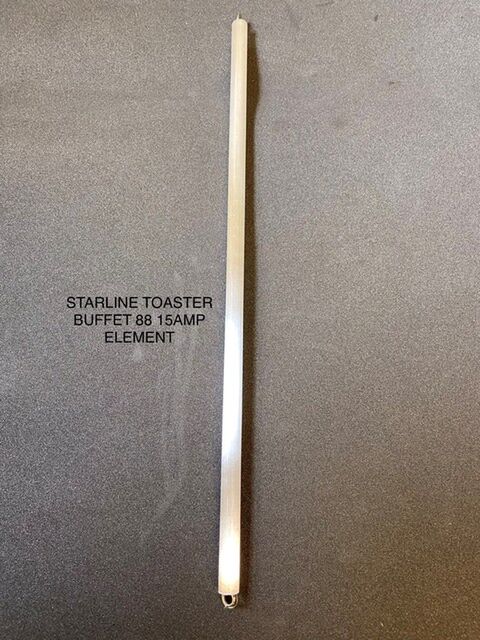 STARLINE TOASTER
BUFFET 88 15AMP
ELEMENT